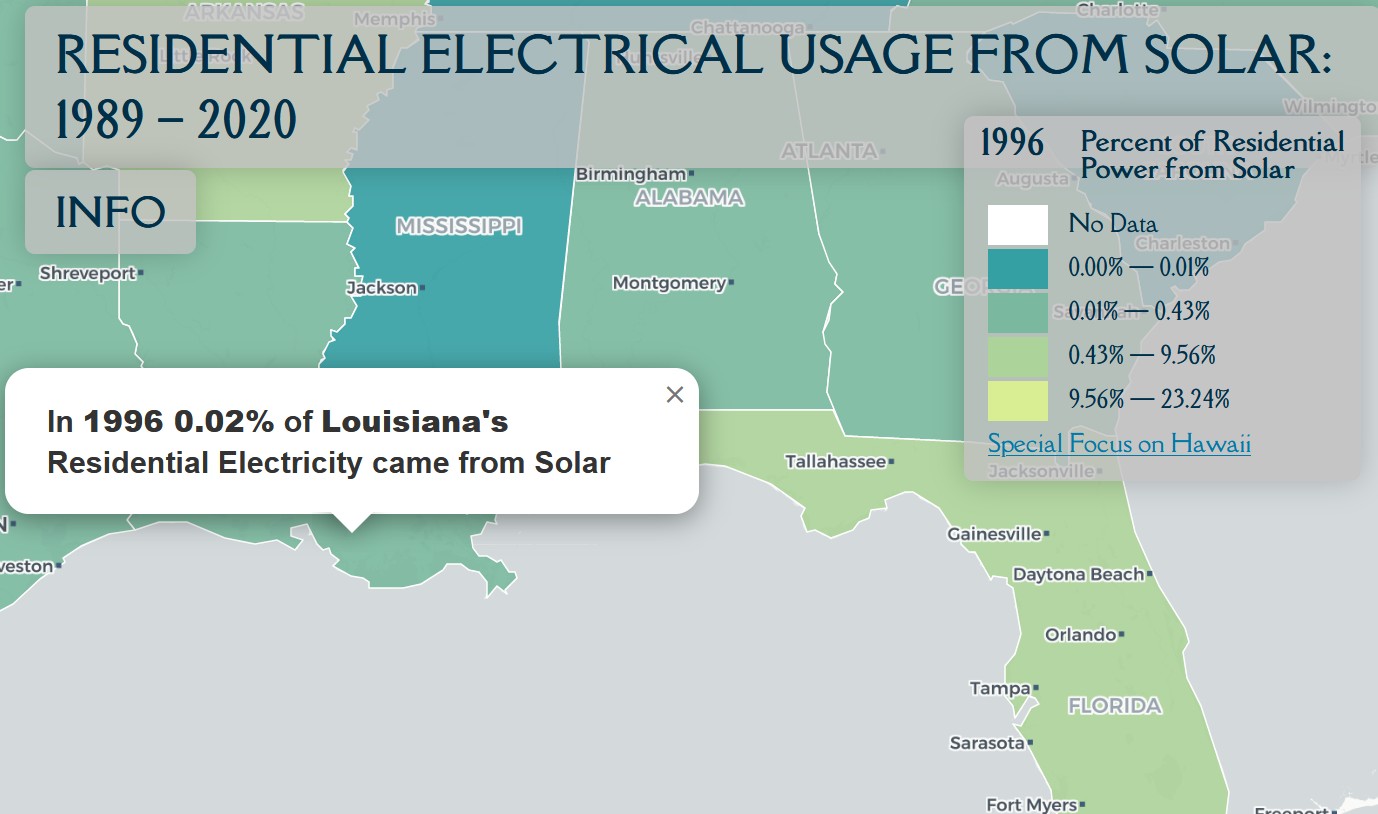 ARKANSAS
Memphis
Chattanooga
Charlotte
RESIDENTIAL ELECTRICAL USAGE FROM SOLAR:
Little Rock
Huntsville
1989 – 2020
Wilmingto
ATLANTA
1996
Percent of Residential
Power from Solar
Myrtle
Birmingham
Augusta
ALABAMA
INFO
MISSISSIPPI
No Data
Charleston
Shreveport
0.00% — 0.01%
er
Jackson
Montgomery
GEORGIA
0.01% — 0.43%
Savannah
0.43% — 9.56%
9.56% — 23.24%
In 1996 0.02% of Louisiana's
Residential Electricity came from Solar
Special Focus on Hawaii
Tallahassee
Jacksonville
N
Gainesville
veston
Daytona Beach
Orlando
Tampa
FLORIDA
Sarasota
Fort Myers
Freeport